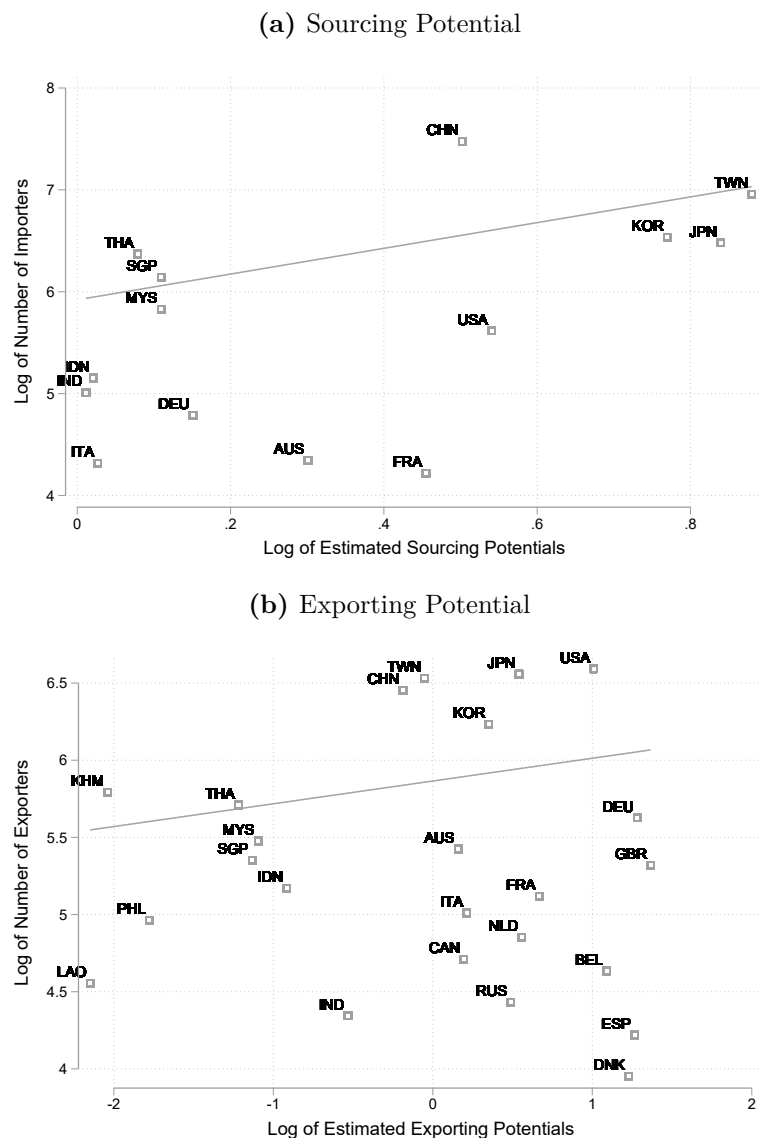 (a) Sourcing Potential
8
CHN
7
TWN
KOR
JPN
THA
SGP
6
MYS
USA
IDN
IND
5
DEU
ITA
AUS
FRA
4
Log of Number of Importers
0
.2
.4
.6
.8
Log of Estimated Sourcing Potentials
(b) Exporting Potential
TWN
JPN
USA
6.5
CHN
KOR
6
KHM
THA
DEU
5.5
MYS
AUS
SGP
GBR
IDN
FRA
5
PHL
ITA
NLD
CAN
BEL
4.5
LAO
RUS
IND
ESP
4
DNK
Log of Number of Exporters
-2
-1
0
1
2
Log of Estimated Exporting Potentials